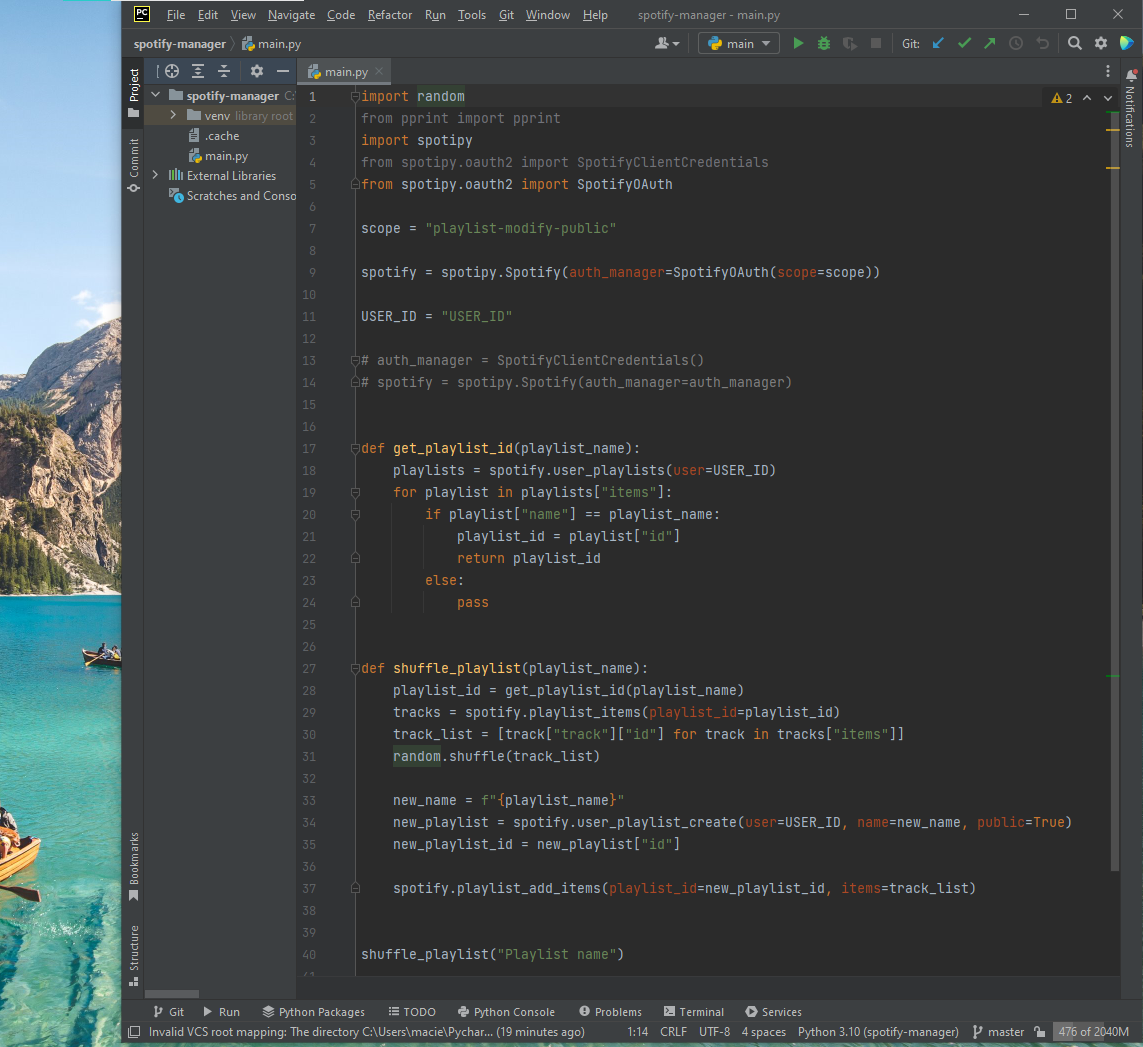 PC File Edit View Navigate Code Refactor Run Tools Git Window Help spotify-manager - main.py
spotify-manager main.py main Git:
Project
main.py
spotify-manager C:
venv library root
.cache
main.py
External Libraries
Scratches and Conso
Commit
Bookmarks
Structure
Notifications
2
1 import random
2 from pprint import pprint
3 import spotipy
4 from spotipy.oauth2 import SpotifyClientCredentials
5 from spotipy.oauth2 import SpotifyOAuth
6
7 scope = "playlist-modify-public"
8
9 spotify = spotipy.Spotify(auth_manager=SpotifyOAuth(scope=scope))
10
11 USER_ID = "USER_ID"
12
13 # auth_manager = SpotifyClientCredentials()
14 # spotify = spotipy.Spotify(auth_manager=auth_manager)
15
16
17 def get_playlist_id(playlist_name):
18 playlists = spotify.user_playlists(user=USER_ID)
19 for playlist in playlists["items"]:
20 if playlist["name"] == playlist_name:
21 playlist_id = playlist["id"]
22 return playlist_id
23 else:
24 pass
25
26
27 def shuffle_playlist(playlist_name):
28 playlist_id = get_playlist_id(playlist_name)
29 tracks = spotify.playlist_items(playlist_id=playlist_id)
30 track_list = [track["track"]["id"] for track in tracks["items"]]
31 random.shuffle(track_list)
32
33 new_name = f"{playlist_name}"
34 new_playlist = spotify.user_playlist_create(user=USER_ID, name=new_name, public=True)
35 new_playlist_id = new_playlist["id"]
36
37 spotify.playlist_add_items(playlist_id=new_playlist_id, items=track_list)
38
39
40 shuffle_playlist("Playlist name")
Git Run Python Packages TODO Python Console Problems Terminal Services
Invalid VCS root mapping: The directory C:\Users\macie\Pychar... (19 minutes ago) 1:14 CRLF UTF-8 4 spaces Python 3.10 (spotify-manager) master 476 of 2040M